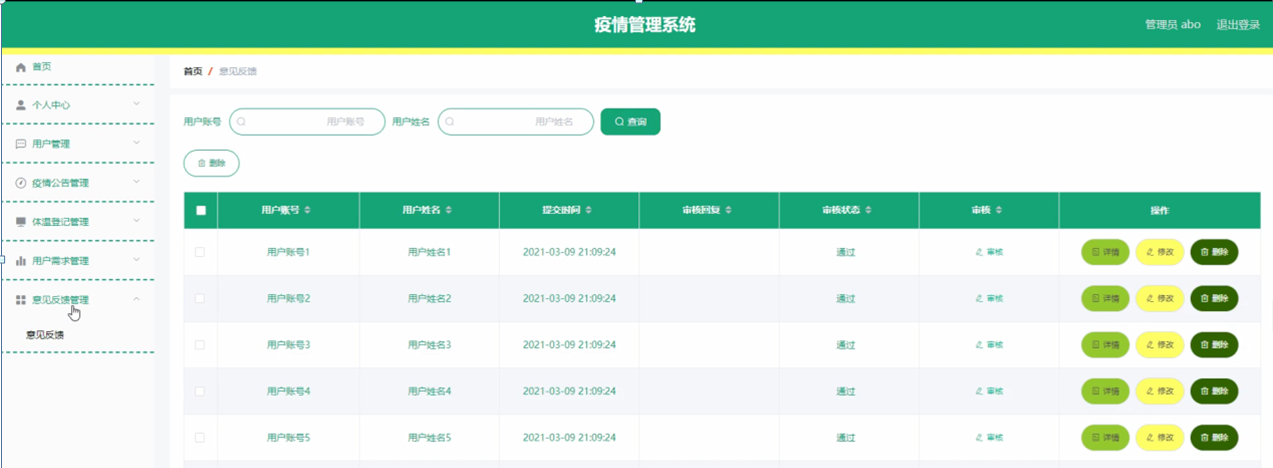 疫情管理系统
管理员 abo 退出登录
首页
个人中心
用户管理
疫情公告管理
体温登记管理
用户需求管理
意见反馈管理
意见反馈
首页 / 意见反馈
用户账号 用户账号 用户姓名 用户姓名 查询
删除
用户账号 用户姓名 提交时间 审核回复 审核状态 审核 操作
用户账号1 用户姓名1 2021-03-09 21:09:24 通过 审核 详情 修改 删除
用户账号2 用户姓名2 2021-03-09 21:09:24 通过 审核 详情 修改 删除
用户账号3 用户姓名3 2021-03-09 21:09:24 通过 审核 详情 修改 删除
用户账号4 用户姓名4 2021-03-09 21:09:24 通过 审核 详情 修改 删除
用户账号5 用户姓名5 2021-03-09 21:09:24 通过 审核 详情 修改 删除